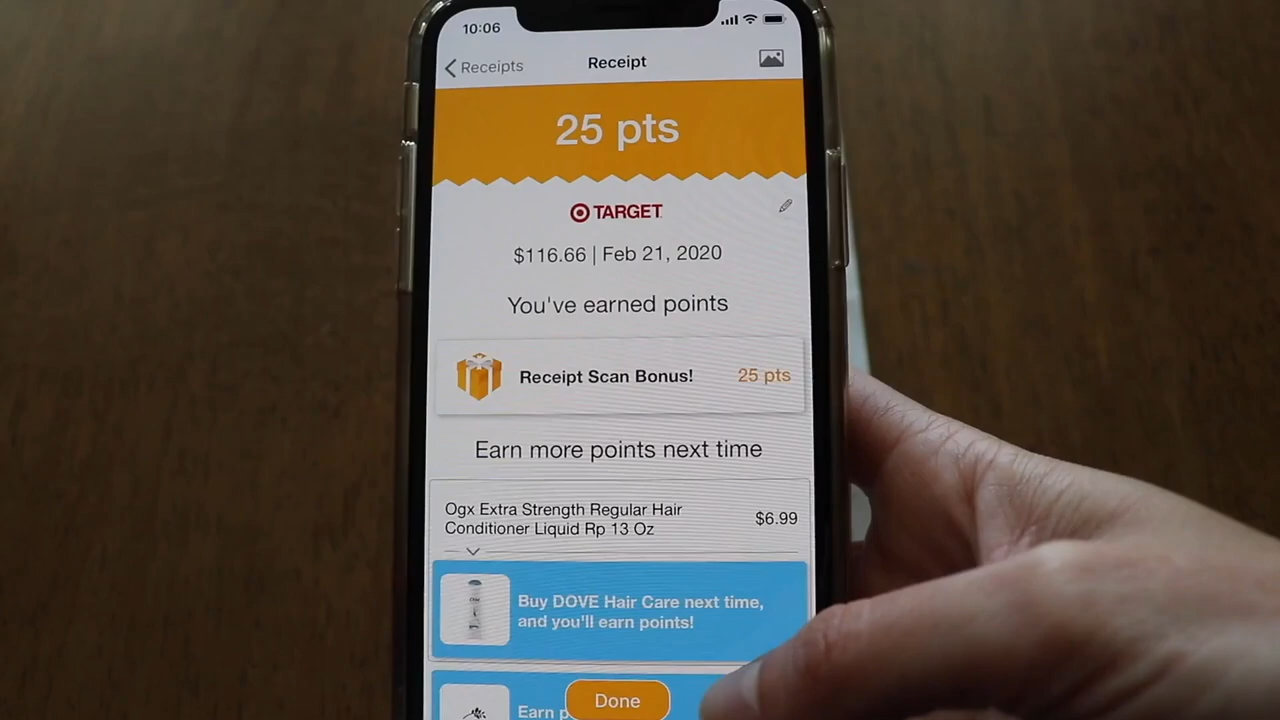 10:06
Receipts
Receipt
25 pts
TARGET
$116.66 | Feb 21, 2020
You've earned points
Receipt Scan Bonus!
25 pts
Earn more points next time
Ogx Extra Strength Regular Hair
Conditioner Liquid Rp 13 Oz
$6.99
Buy DOVE Hair Care next time,
and you'll earn points!
Earn
Done